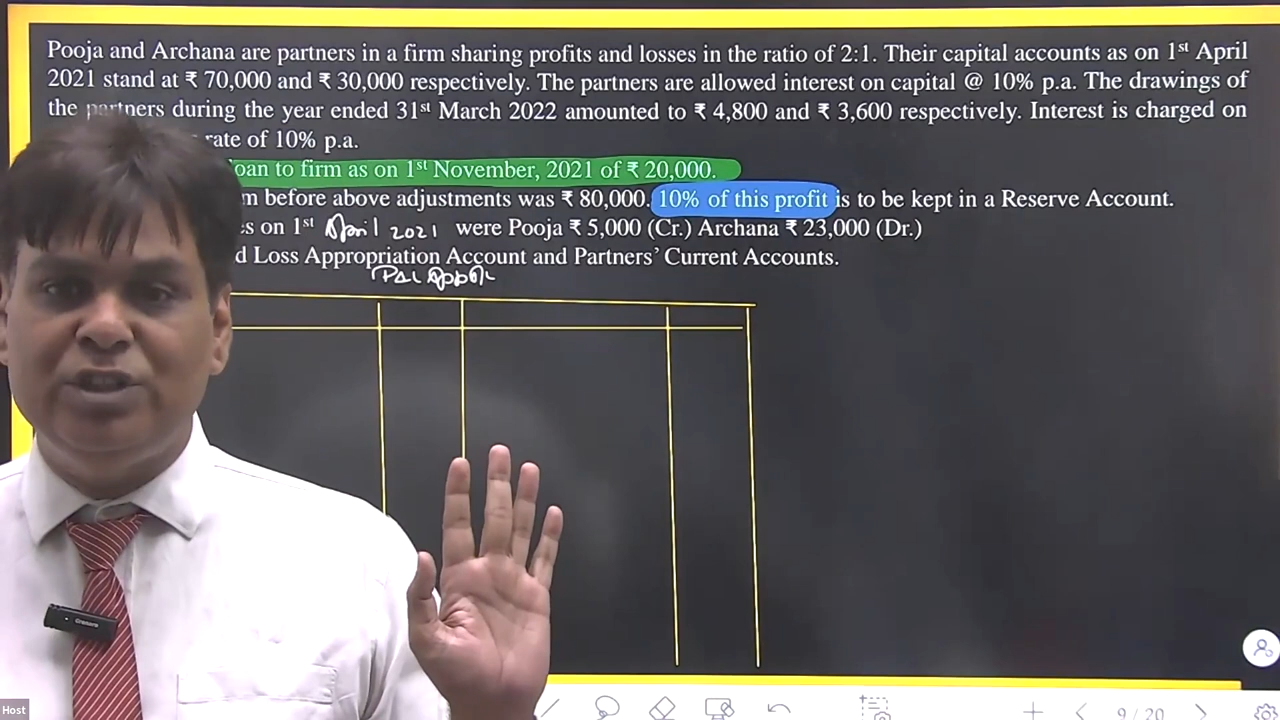 Pooja and Archana are partners in a firm sharing profits and losses in the ratio of 2:1. Their capital accounts as on 1st April
2021 stand at ₹ 70,000 and ₹ 30,000 respectively. The partners are allowed interest on capital @ 10% p.a. The drawings of
the partners during the year ended 31st March 2022 amounted to ₹ 4,800 and ₹ 3,600 respectively. Interest is charged on
rate of 10% p.a.
oan to firm as on 1st November, 2021 of ₹ 20,000.
m before above adjustments was ₹ 80,000. 10% of this profit is to be kept in a Reserve Account.
s on 1st April 2021 were Pooja ₹ 5,000 (Cr.) Archana ₹ 23,000 (Dr.)
d Loss Appropriation Account and Partners' Current Accounts.
Host
9 / 20